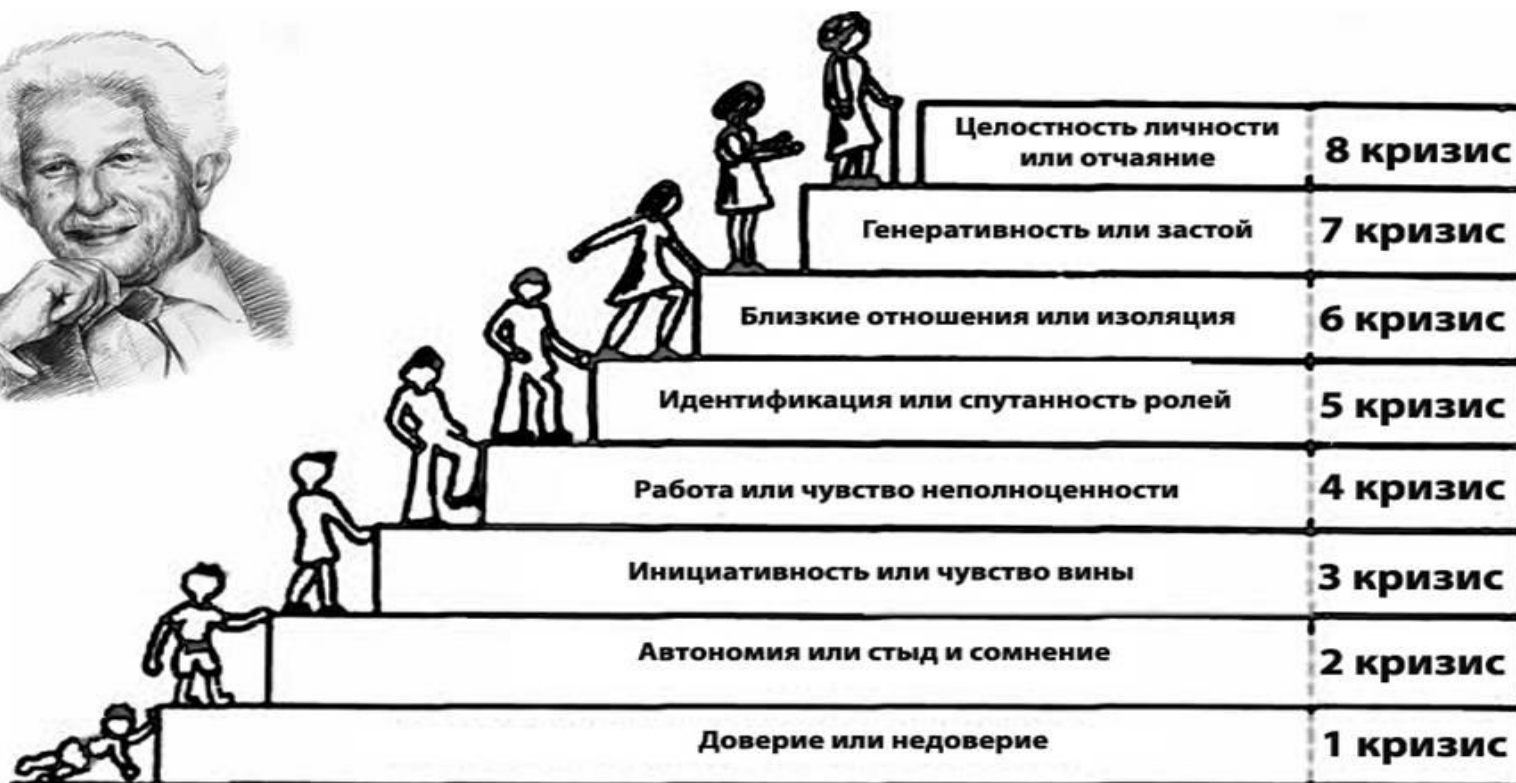 Целостность личности
или отчаяние
8 кризис
Генеративность или застой
7 кризис
Близкие отношения или изоляция
6 кризис
Идентификация или спутанность ролей
5 кризис
Работа или чувство неполноценности
4 кризис
Инициативность или чувство вины
3 кризис
Автономия или стыд и сомнение
2 кризис
Доверие или недоверие
1 кризис